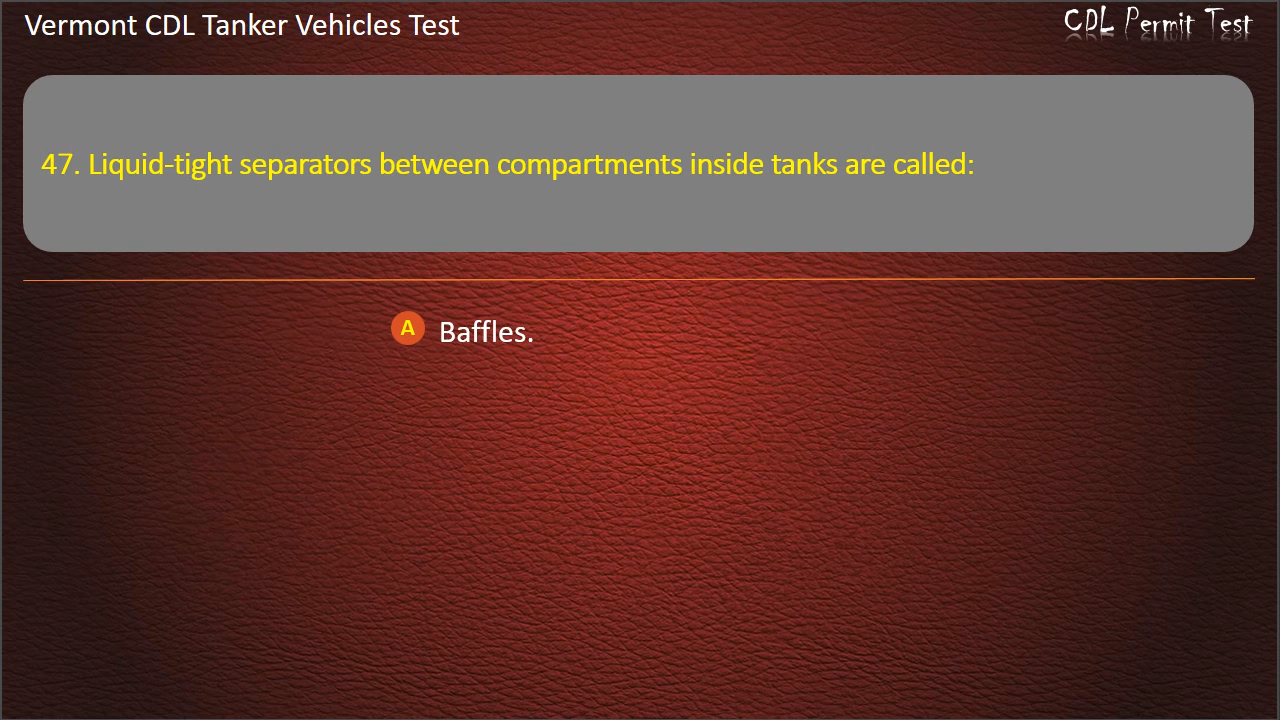 Vermont CDL Tanker Vehicles Test
CDL Permit Test
47. Liquid-tight separators between compartments inside tanks are called:
A Baffles.